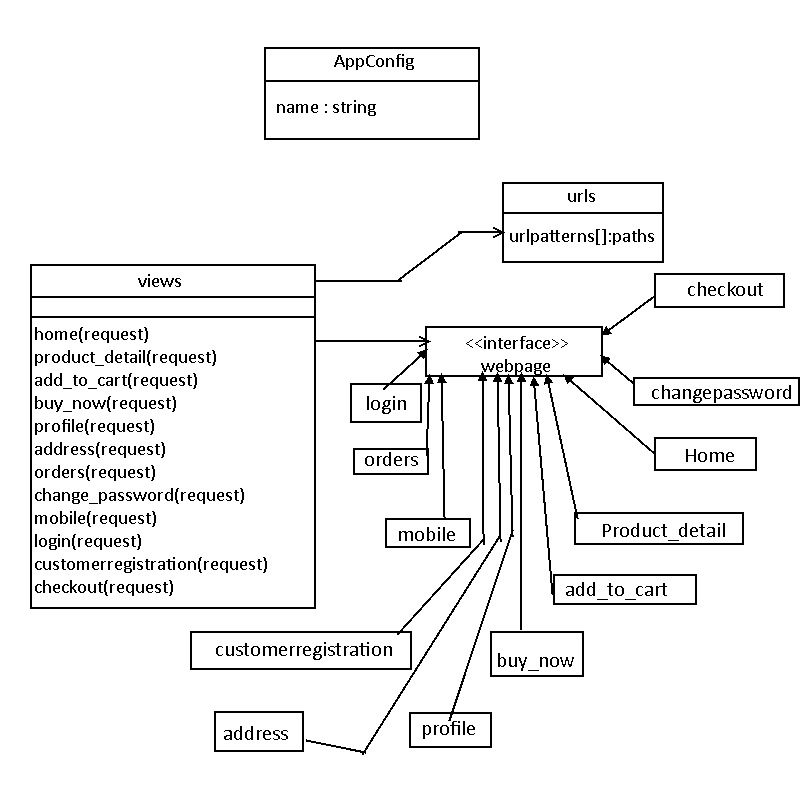 AppConfig
name : string
urls
urlpatterns[]:paths
views
home(request)
product_detail(request)
add_to_cart(request)
buy_now(request)
profile(request)
address(request)
orders(request)
change_password(request)
mobile(request)
login(request)
customerregistration(request)
checkout(request)
<<interface>>
webpage
checkout
changepassword
login
Home
orders
mobile
Product_detail
add_to_cart
customerregistration
buy_now
address
profile